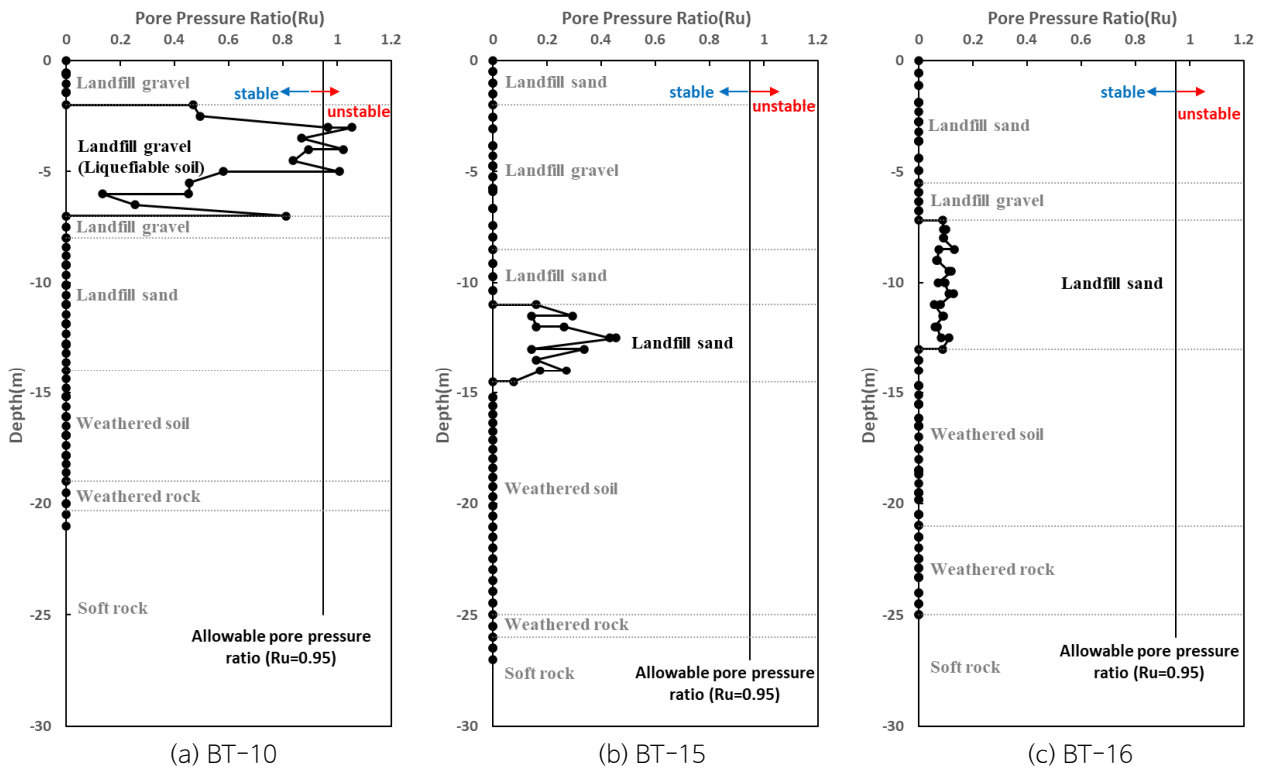 Pore Pressure Ratio(Ru)
0 0.2 0.4 0.6 0.8 1 1.2
0
-5
-10
-15
-20
-25
-30
Depth(m)
Landfill gravel
stable
unstable
Landfill gravel
(Liquefiable soil)
Landfill gravel
Landfill sand
Weathered soil
Weathered rock
Soft rock
Allowable pore pressure
ratio (Ru=0.95)
(a) BT-10
Pore Pressure Ratio(Ru)
0 0.2 0.4 0.6 0.8 1 1.2
0
-5
-10
-15
-20
-25
-30
Depth(m)
Landfill sand
stable
unstable
Landfill gravel
Landfill sand
Landfill sand
Weathered soil
Weathered rock
Soft rock
Allowable pore pressure
ratio (Ru=0.95)
(b) BT-15
Pore Pressure Ratio(Ru)
0 0.2 0.4 0.6 0.8 1 1.2
0
-5
-10
-15
-20
-25
-30
Depth(m)
stable
unstable
Landfill sand
Landfill gravel
Landfill sand
Weathered soil
Weathered rock
Soft rock
Allowable pore pressure
ratio (Ru=0.95)
(c) BT-16